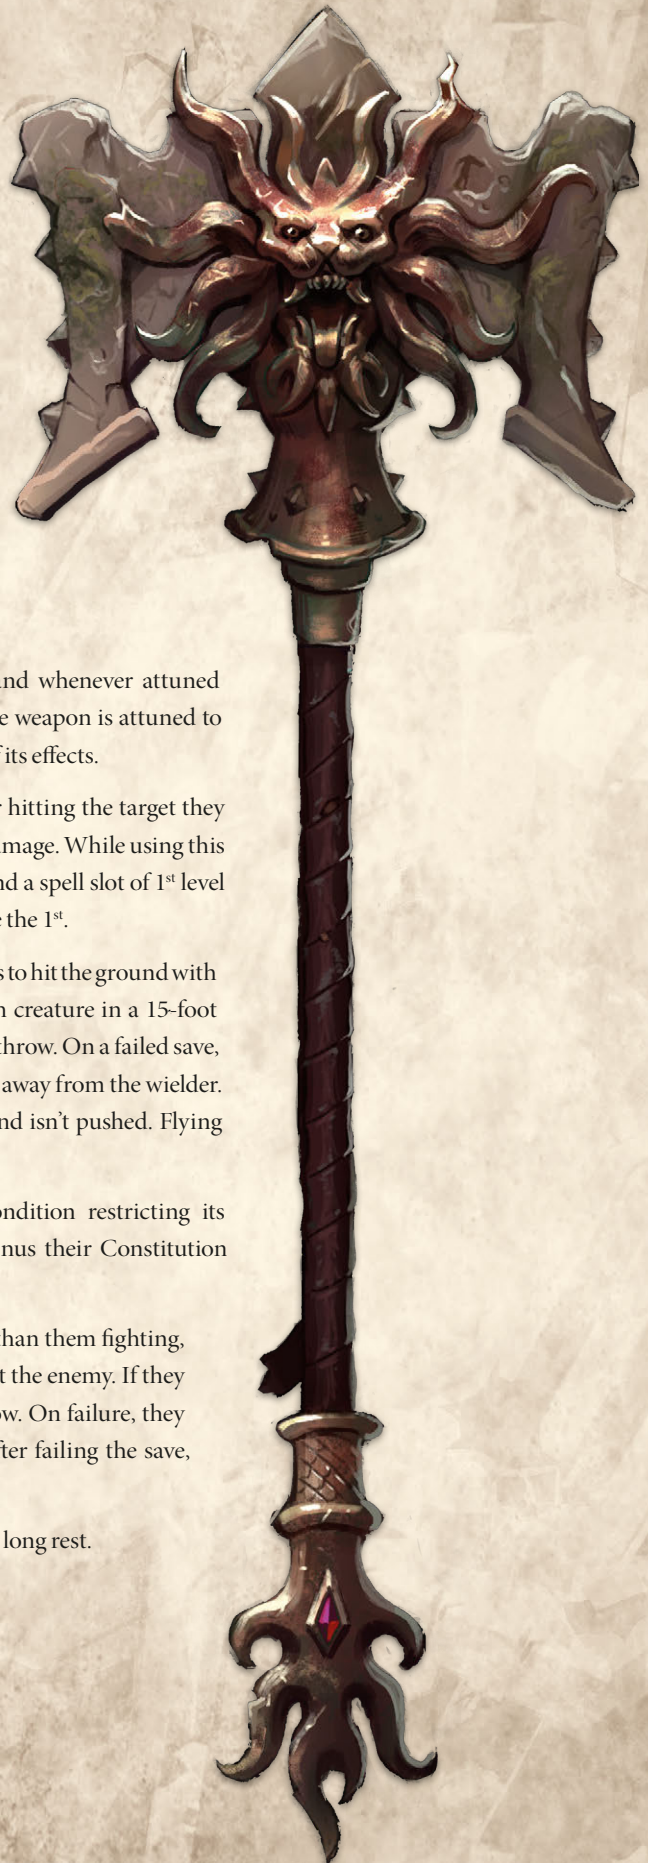 nd whenever attuned
e weapon is attuned to
its effects.
hitting the target they
mage. While using this
nd a spell slot of 1st level
e the 1st.
s to hit the ground with
n creature in a 15-foot
throw. On a failed save,
away from the wielder.
nd isn't pushed. Flying
ndition restricting its
nus their Constitution
than them fighting,
t the enemy. If they
ow. On failure, they
fter failing the save,
long rest.